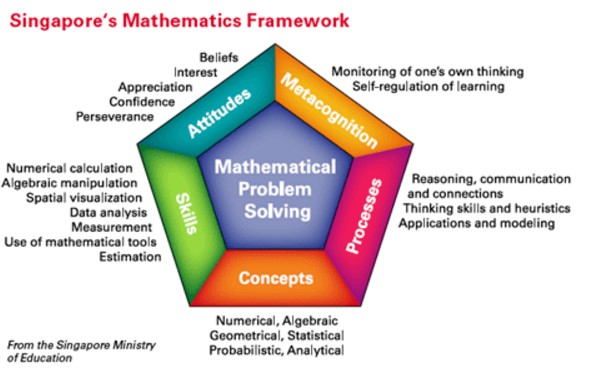 Singapore's Mathematics Framework
Beliefs
Interest
Appreciation
Confidence
Perseverance
Attitudes
Metacognition
Monitoring of one's own thinking
Self-regulation of learning
Numerical calculation
Algebraic manipulation
Spatial visualization
Data analysis
Measurement
Use of mathematical tools
Estimation
Skills
Mathematical
Problem
Solving
Processes
Reasoning, communication
and connections
Thinking skills and heuristics
Applications and modeling
Concepts
Numerical, Algebraic
Geometrical, Statistical
Probabilistic, Analytical
From the Singapore Ministry
of Education